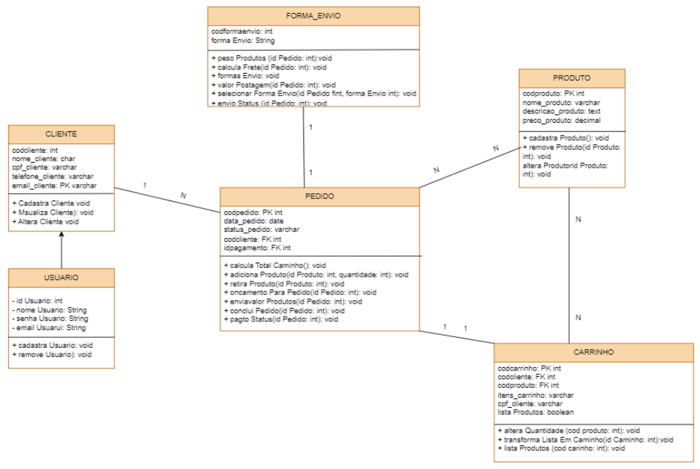 FORMA_ENVIO
codformaenvio: int
forma Envio: String
+ peso Produtos (id Pedido: int):void
+ calcula Frete(id Pedido: int): void
+ formas Envio: void
+ valor Postagem(id Pedido: int): void
+ selecionar Forma Envio(id Pedido fint, forma Envio int): void
+ envio Status (id Pedido: int): void
PRODUTO
codproduto: PK int
nome_produto: varchar
descricao_produto: text
preco_produto: decimal
+ cadastra Produto(): void
+ remove Produto(id Produto:
int): void
altera Produtorid Produto:
int): void
CLIENTE
codcliente: int
nome_cliente: char
cpf_cliente: varchar
telefone_cliente: varchar
email_cliente: PK varchar
+ Cadastra Cliente void
+ Msualiza Cliente): void
+ Altera Cliente void
1
1
1
N
N
N
PEDIDO
codpedido: PK int
data_pedido: date
status_pedido: varchar
codcliente: FK int
idpagamento: FK int
+ calcula Total Caminho(): void
+ adiciona Produto(id Produto: int, quantidade: int): void
+ retira Produto(id Produto: int): void
+ oncamento Para Pedido(id Pedido: int): void
+ enviavalor Produtos(id Pedido: int): void
+ conclui Pedido(id Pedido: int): void
+ pagto Status(id Pedido: int): void
N
N
1
1
USUARIO
- id Usuario: int
- nome Usuario: String
- senha Usuario: String
- email Usuarui: String
+ cadastra Usuario: void
+ remove Usuario): void
CARRINHO
codcarrinho: PK int
codcliente: FK int
codproduto: FK int
itens_carrinho: varchar
cpf_cliente: varchar
lista Produtos: boolean
+ altera Quantidade (cod produto: int): void
+ transforma Lista Em Caminho(id Caminho: int):void
+ lista Produtos (cod carinho: int): void